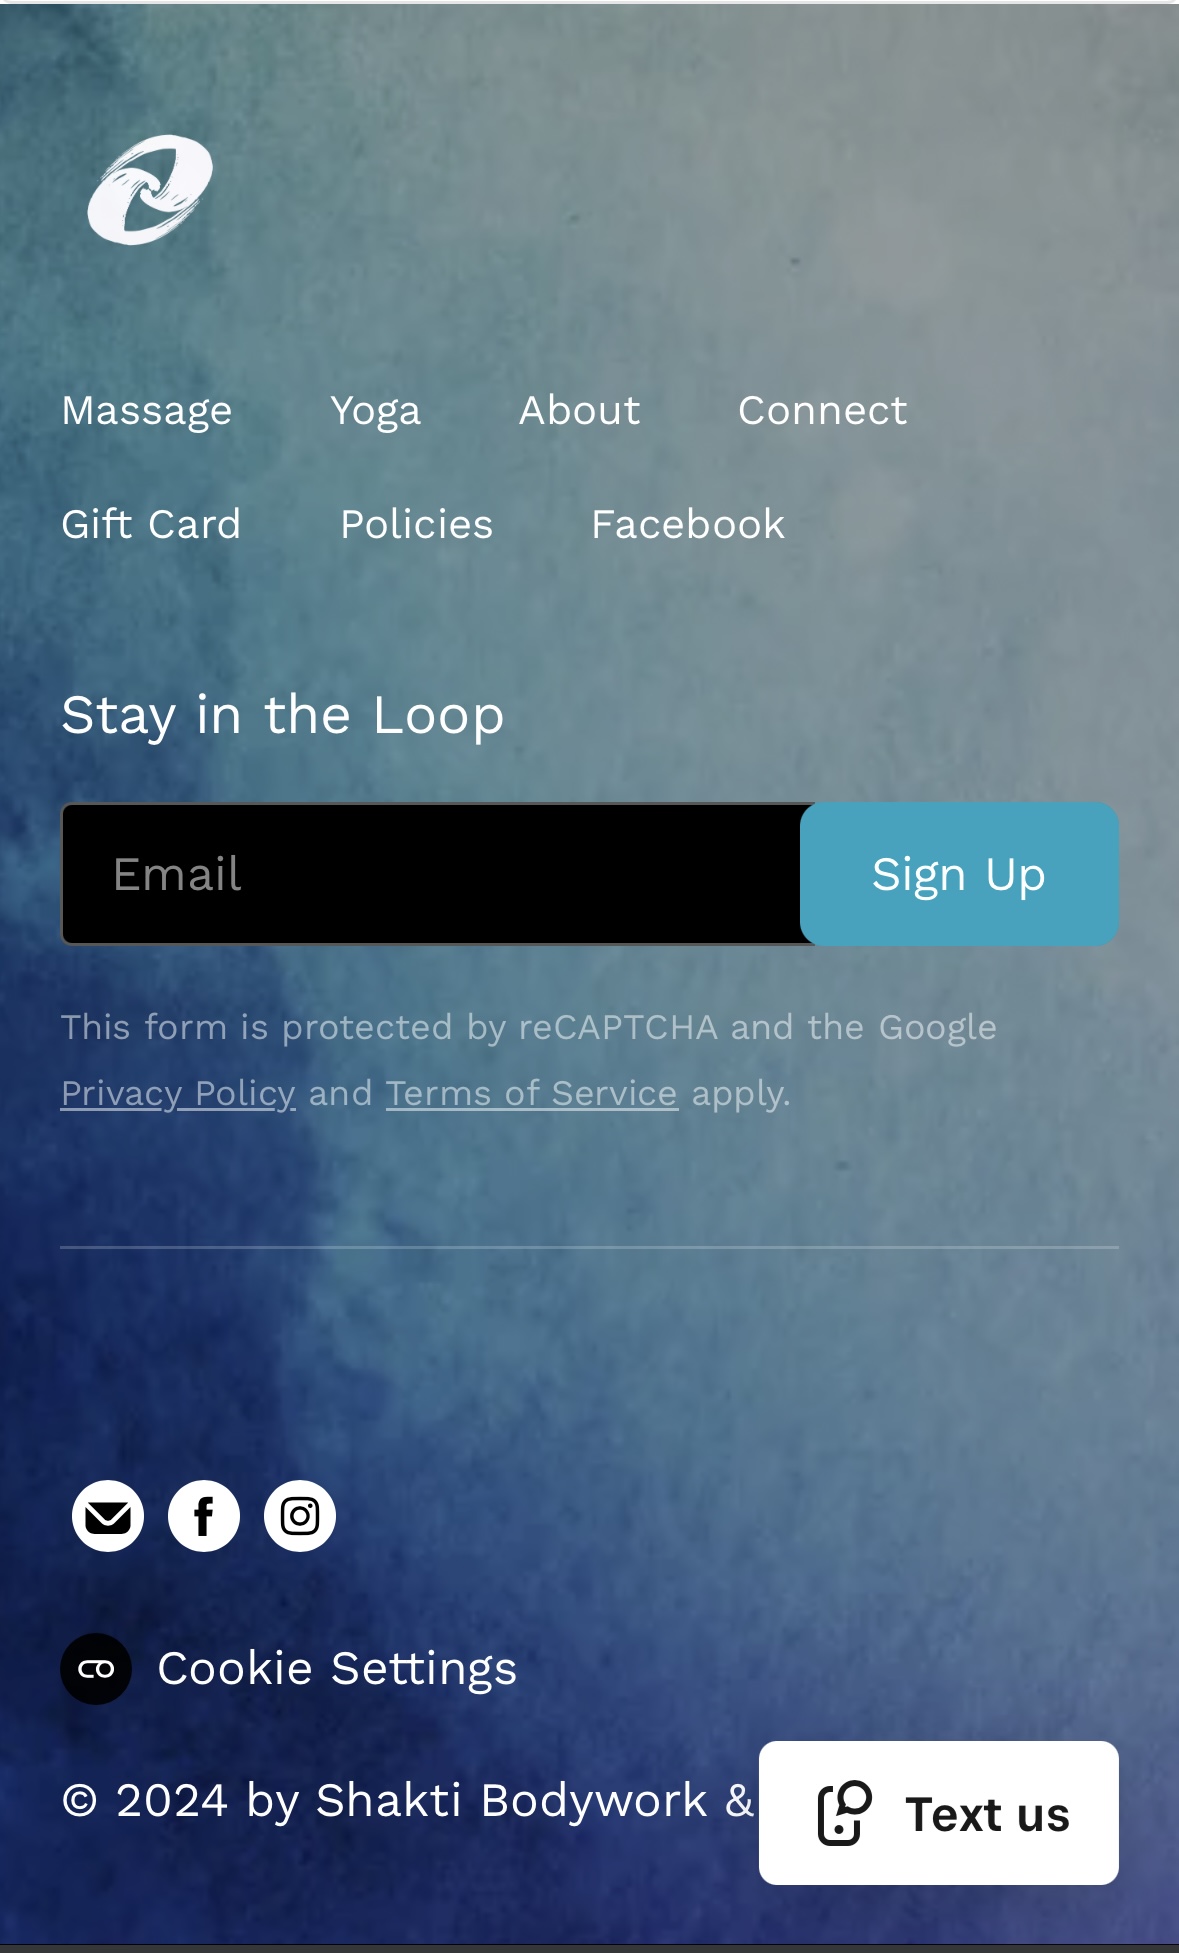 Massage Yoga About Connect
Gift Card Policies Facebook
Stay in the Loop
Email Sign Up
This form is protected by reCAPTCHA and the Google
Privacy Policy and Terms of Service apply.
Cookie Settings
© 2024 by Shakti Bodywork &
Text us